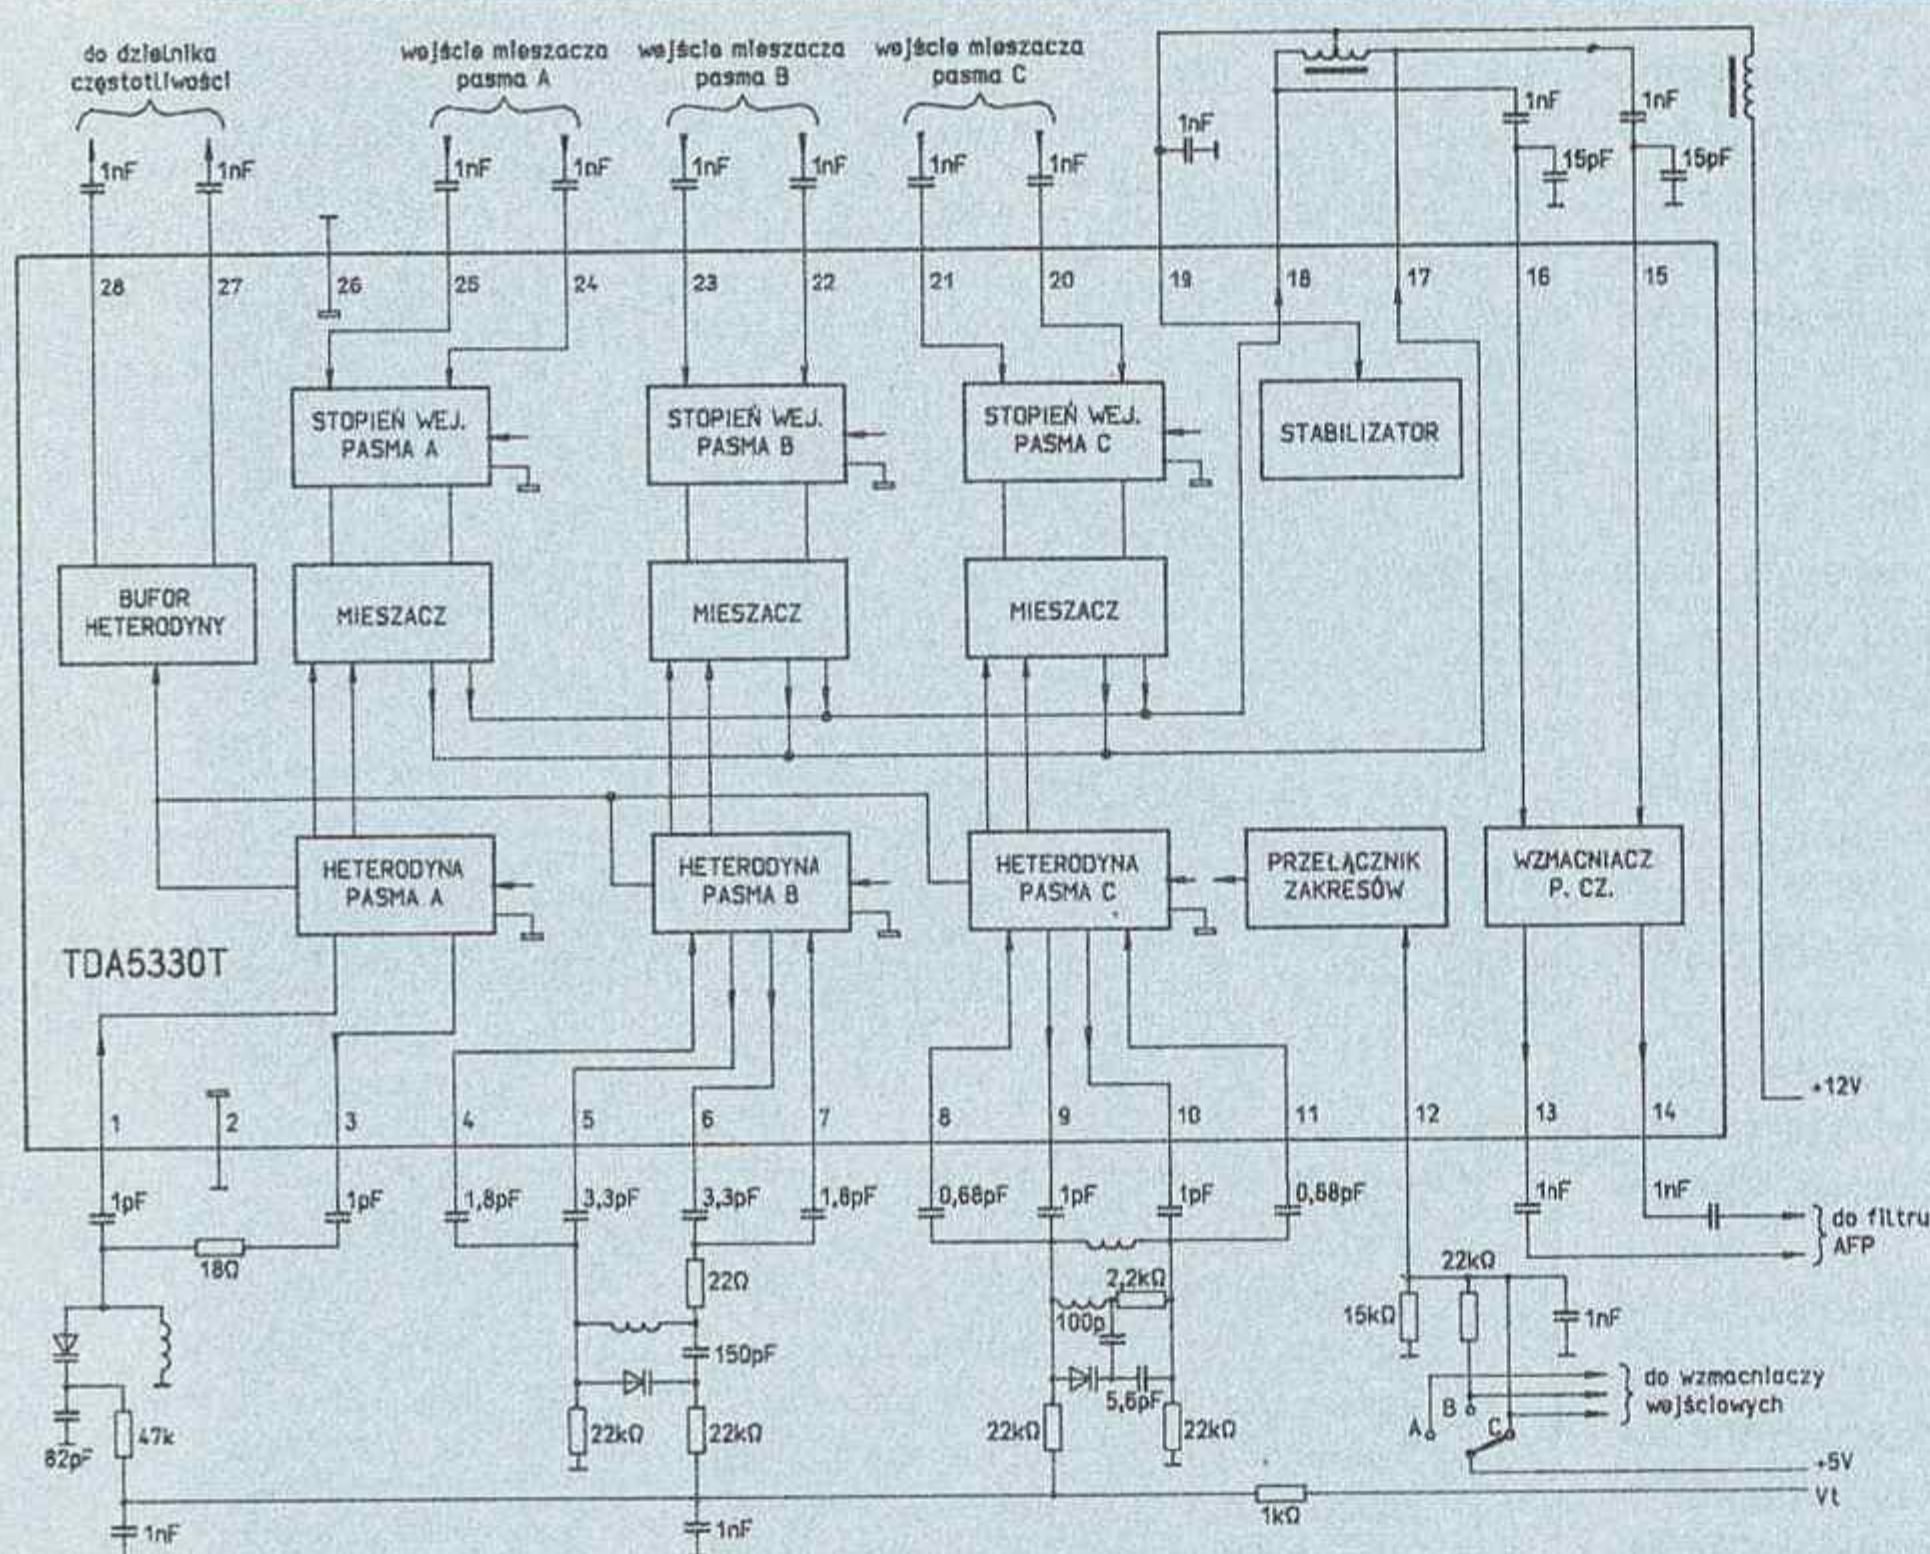 do dzielnika
częstotliwości
wejście mieszacza
pasma A
wejście mieszacza
pasma B
wejście mieszacza
pasma C
1nF
1nF
1nF
1nF
1nF
1nF
1nF
1nF
1nF
1nF
1nF
15pF
15pF
28
27
26
25
24
23
22
21
20
19
18
17
16
15
STOPIEŃ WEJ.
PASMA A
STOPIEŃ WEJ.
PASMA B
STOPIEŃ WEJ.
PASMA C
STABILIZATOR
BUFOR
HETERODYNY
MIESZACZ
MIESZACZ
MIESZACZ
HETERODYNA
PASMA A
HETERODYNA
PASMA B
HETERODYNA
PASMA C
PRZEŁĄCZNIK
ZAKRESÓW
WZMACNIACZ
P. CZ.
TDA5330T
+12V
1
2
3
4
5
6
7
8
9
10
11
12
13
14
1pF
1pF
1,8pF
3,3pF
3,3pF
1,8pF
0,68pF
1pF
1pF
0,68pF
1nF
1nF
do filtru
AFP
18Ω
22Ω
2,2kΩ
22kΩ
100p
15kΩ
1nF
150pF
5,6pF
do wzmacniaczy
wejściowych
A
B
C
82pF
47k
22kΩ
22kΩ
22kΩ
22kΩ
+5V
Vt
1kΩ
1nF
1nF